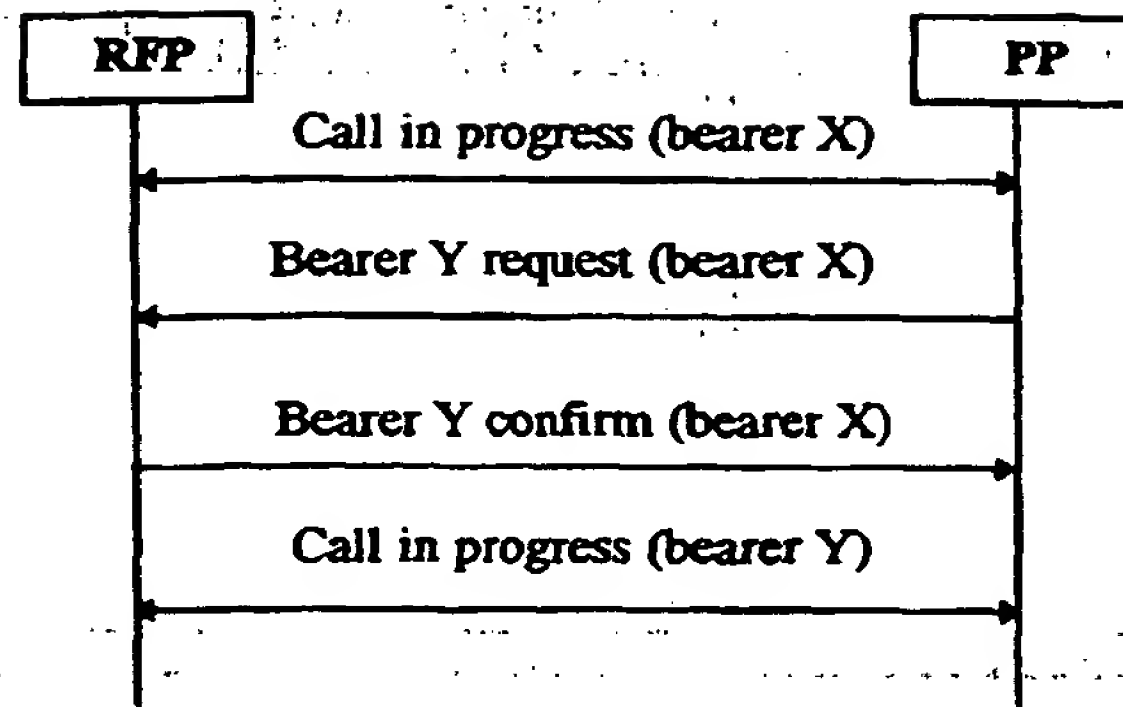 RFP
PP
Call in progress (bearer X)
Bearer Y request (bearer X)
Bearer Y confirm (bearer X)
Call in progress (bearer Y)